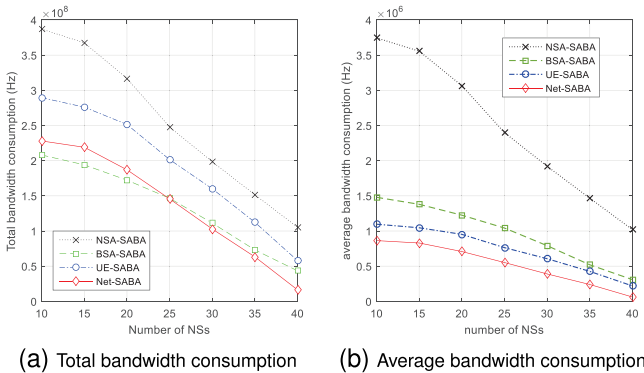 × 10^8
4
3.5
3
2.5
2
1.5
1
0.5
0
10 15 20 25 30 35 40
Total bandwidth consumption (Hz)
Number of NSs
NSA-SABA
BSA-SABA
UE-SABA
Net-SABA
(a) Total bandwidth consumption
× 10^6
4
3.5
3
2.5
2
1.5
1
0.5
0
10 15 20 25 30 35 40
average bandwidth consumption (Hz)
number of NSs
NSA-SABA
BSA-SABA
UE-SABA
Net-SABA
(b) Average bandwidth consumption